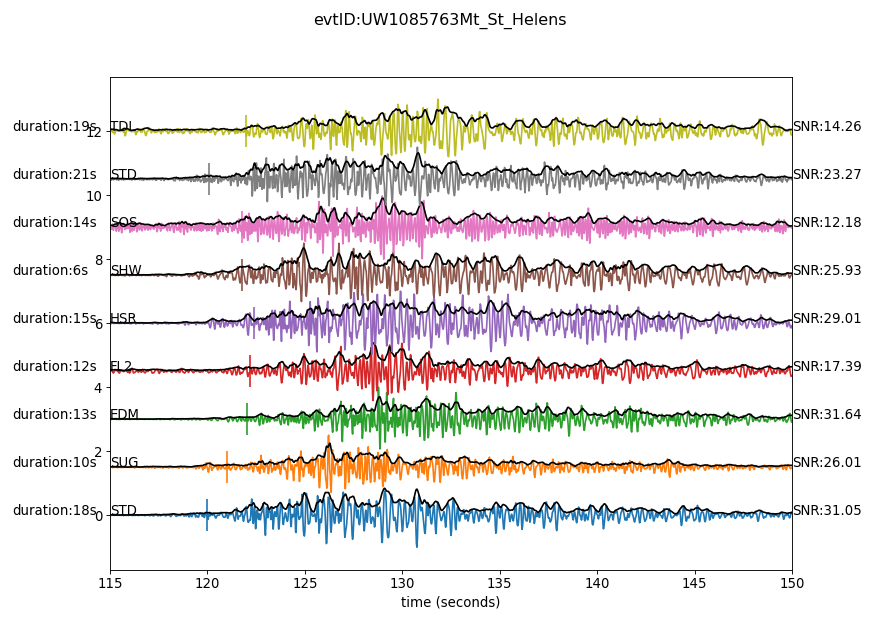 evtID:UW1085763Mt_St_Helens
duration:19s TDL 12 SNR:14.26
duration:21s STD SNR:23.27
10
duration:14s SOS SNR:12.18
8
duration:6s SHW SNR:25.93
duration:15s HSR 6 SNR:29.01
duration:12s FL2 SNR:17.39
4
duration:13s EDM SNR:31.64
2
duration:10s SUG SNR:26.01
duration:18s STD 0 SNR:31.05
115 120 125 130 135 140 145 150
time (seconds)